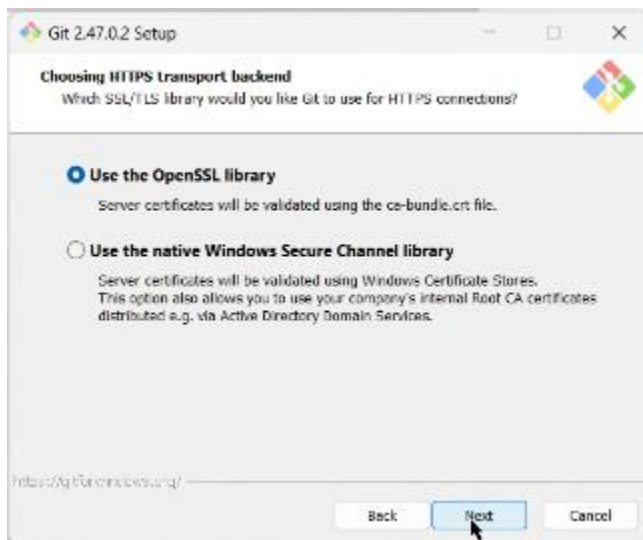 Git 2.47.0.2 Setup
Choosing HTTPS transport backend
Which SSL/TLS library would you like Git to use for HTTPS connections?
Use the OpenSSL library
Server certificates will be validated using the ca-bundle.crt file.
Use the native Windows Secure Channel library
Server certificates will be validated using Windows Certificate Stores.
This option also allows you to use your company's internal Root CA certificates
distributed e.g. via Active Directory Domain Services.
https://gitforwindows.org/
Back Next Cancel